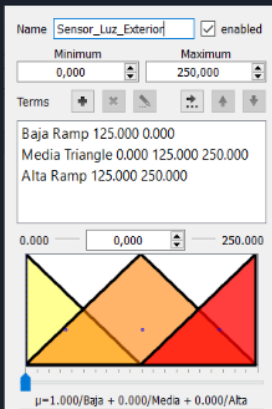 Name Sensor_Luz_Exterior enabled
Minimum Maximum
0,000 250,000
Terms
Baja Ramp 125.000 0.000
Media Triangle 0.000 125.000 250.000
Alta Ramp 125.000 250.000
0.000 0,000 250.000
μ=1.000/Baja + 0.000/Media + 0.000/Alta